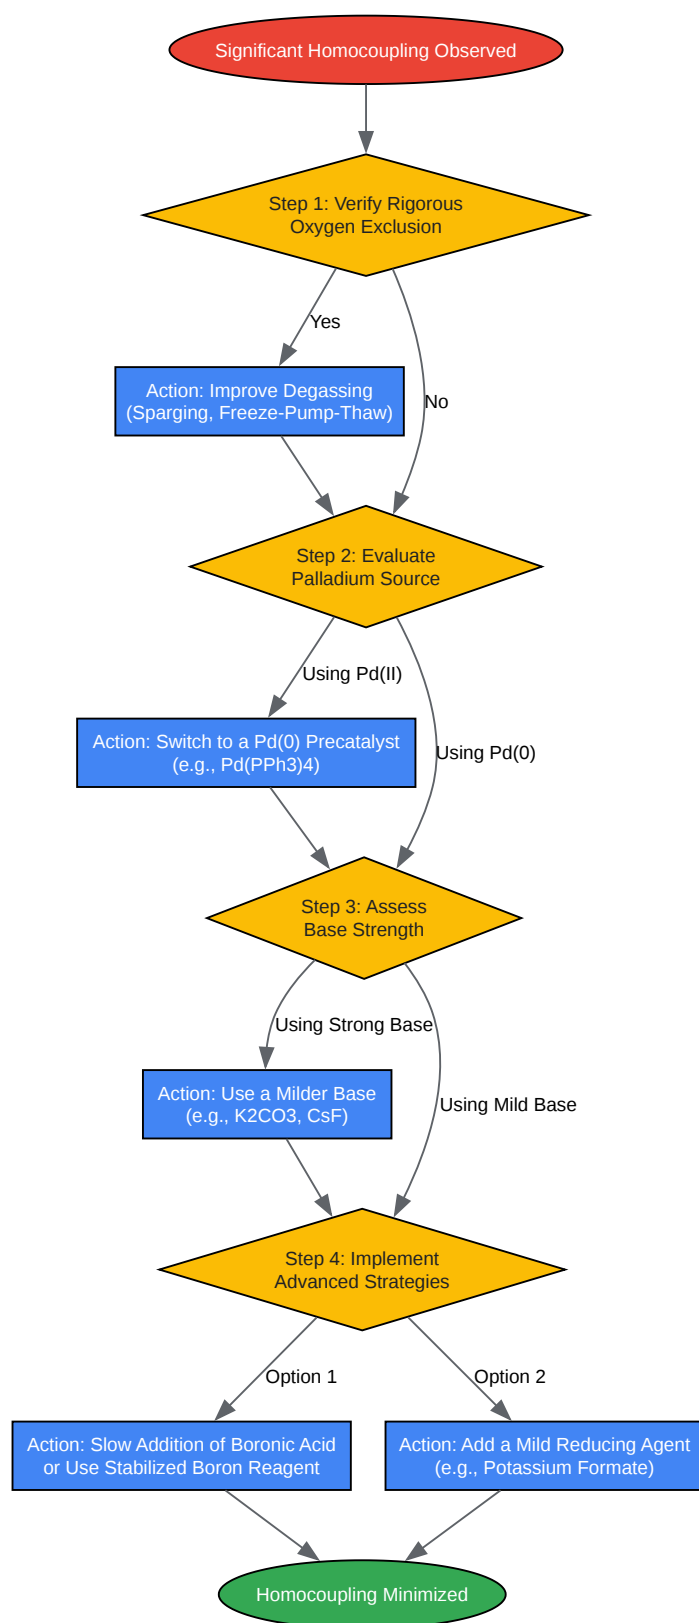 Significant Homocoupling Observed
Step 1: Verify Rigorous
Oxygen Exclusion
Yes
Action: Improve Degassing
(Sparging, Freeze-Pump-Thaw)
No
Step 2: Evaluate
Palladium Source
Using Pd(II)
Action: Switch to a Pd(0) Precatalyst
(e.g., Pd(PPh3)4)
Using Pd(0)
Step 3: Assess
Base Strength
Using Strong Base
Action: Use a Milder Base
(e.g., K2CO3, CsF)
Using Mild Base
Step 4: Implement
Advanced Strategies
Option 1
Option 2
Action: Slow Addition of Boronic Acid
or Use Stabilized Boron Reagent
Action: Add a Mild Reducing Agent
(e.g., Potassium Formate)
Homocoupling Minimized